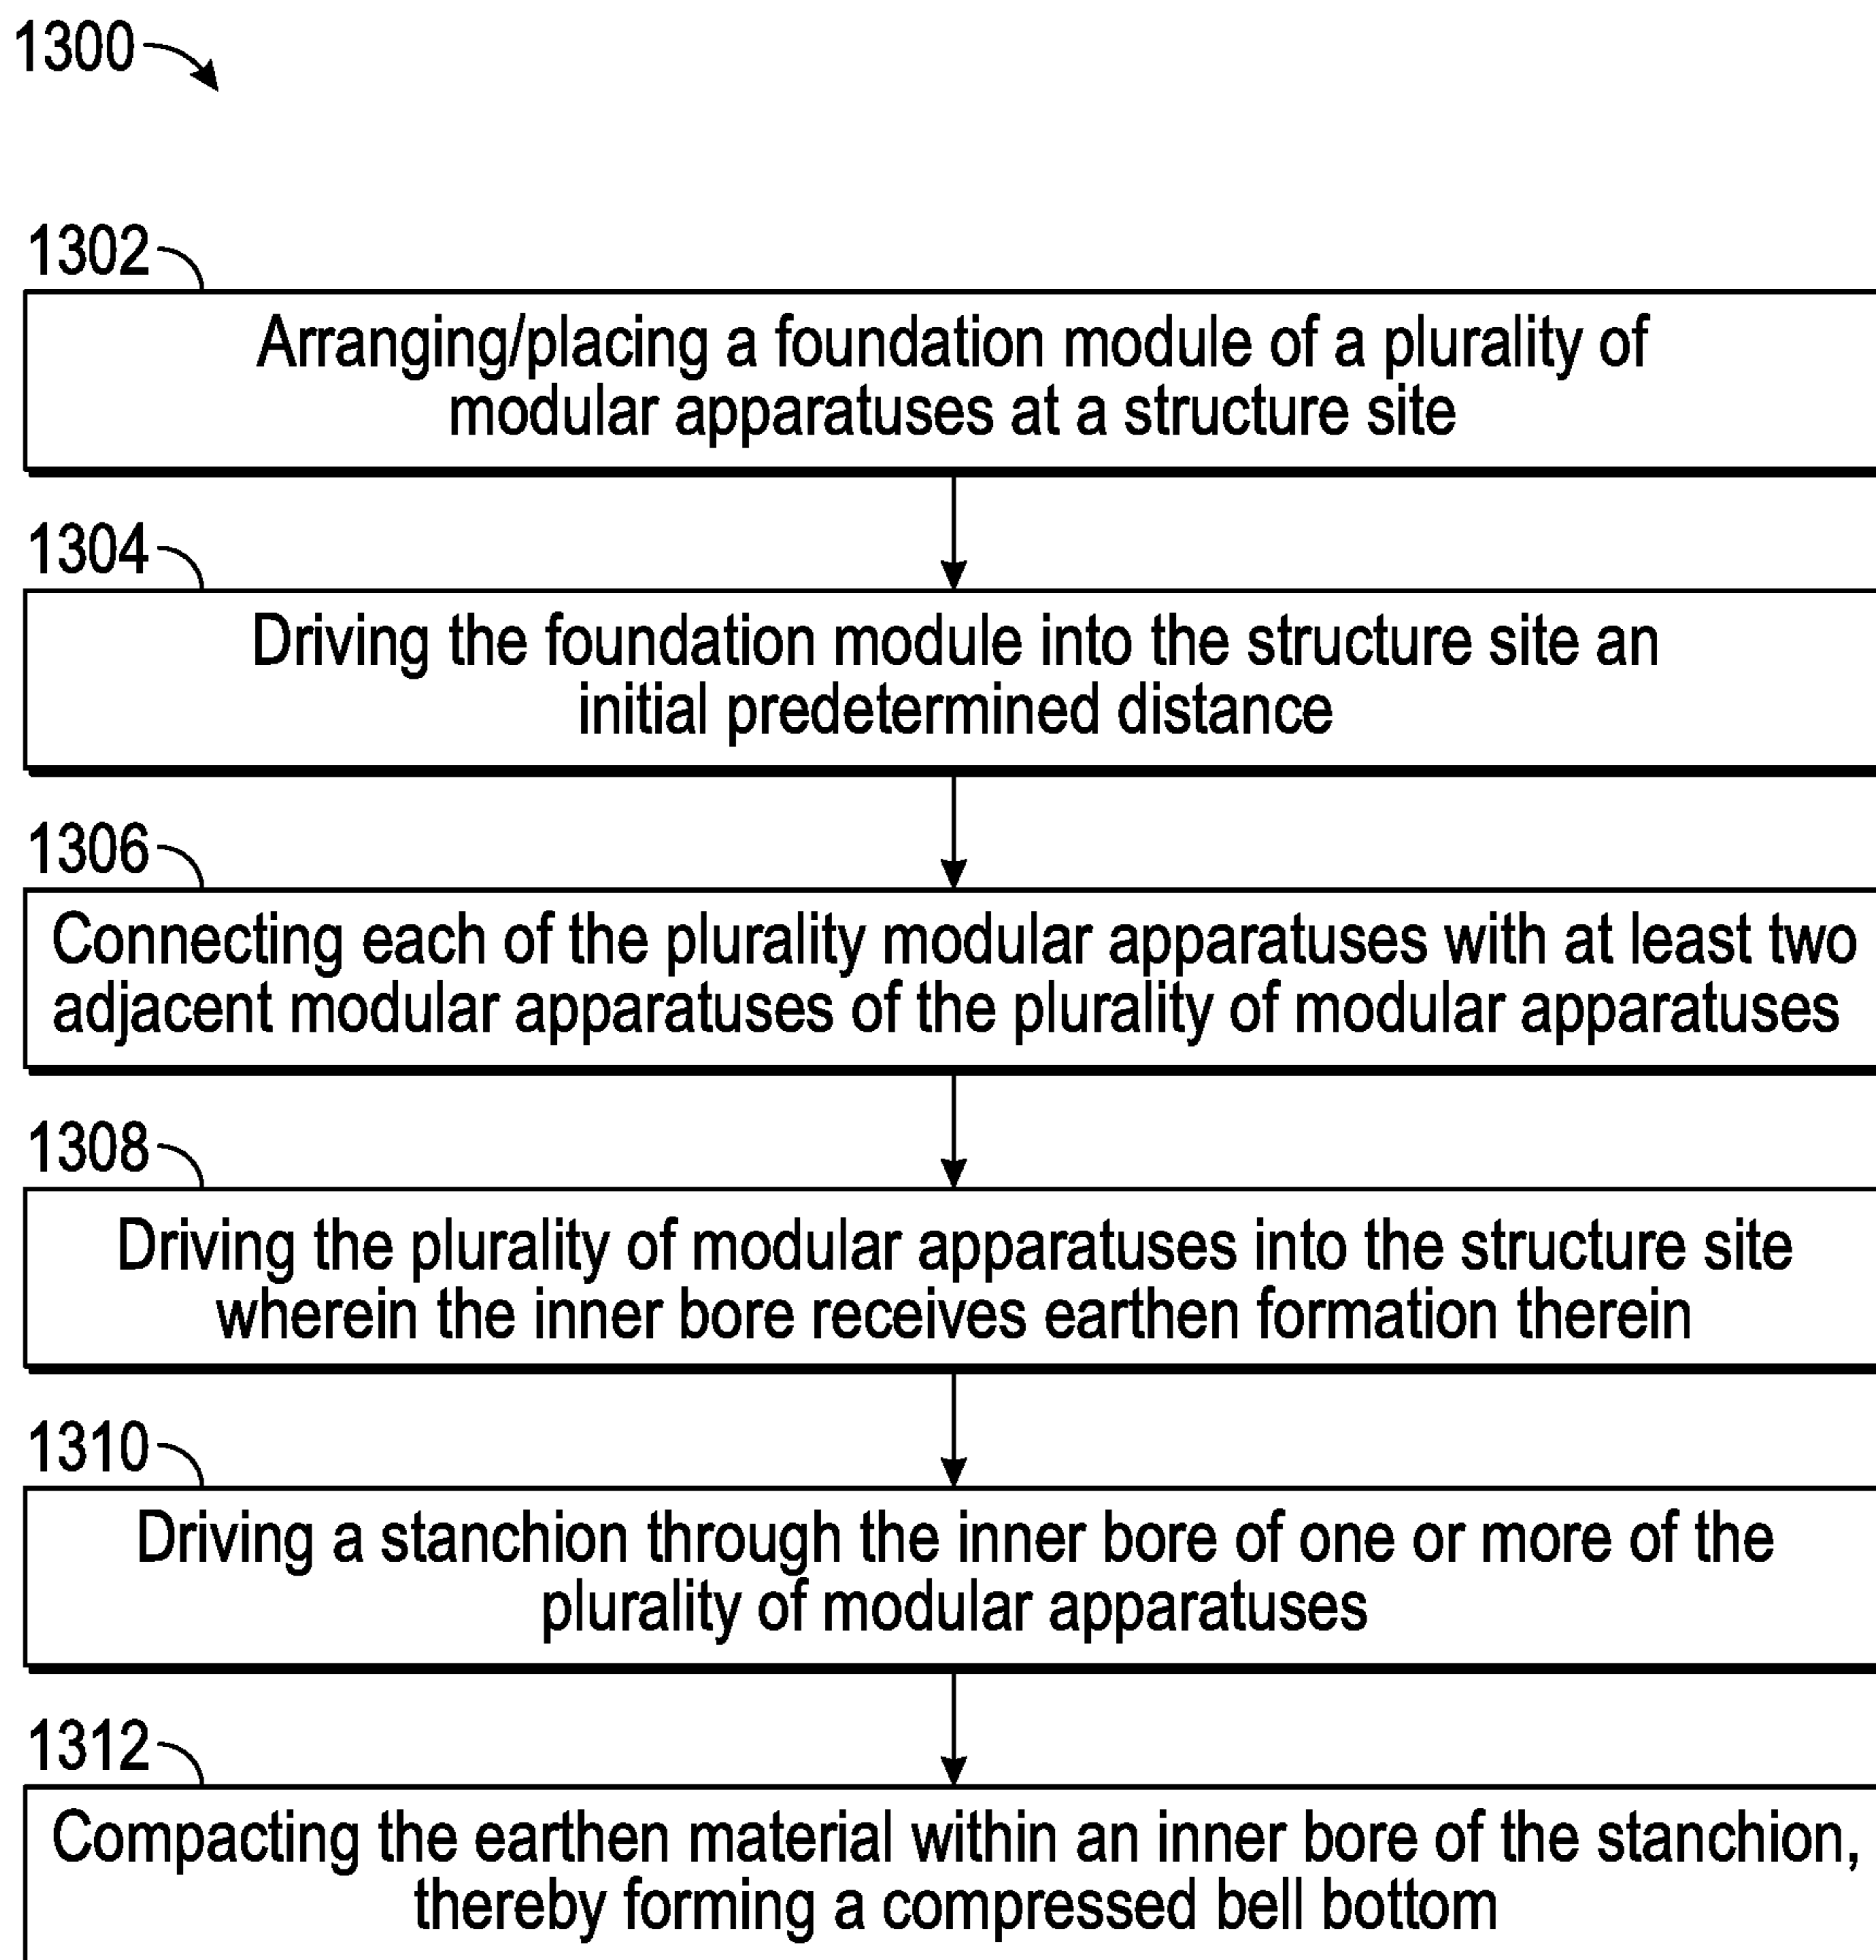 1300
1302
Arranging/placing a foundation module of a plurality of
modular apparatuses at a structure site
1304
Driving the foundation module into the structure site an
initial predetermined distance
1306
Connecting each of the plurality modular apparatuses with at least two
adjacent modular apparatuses of the plurality of modular apparatuses
1308
Driving the plurality of modular apparatuses into the structure site
wherein the inner bore receives earthen formation therein
1310
Driving a stanchion through the inner bore of one or more of the
plurality of modular apparatuses
1312
Compacting the earthen material within an inner bore of the stanchion,
thereby forming a compressed bell bottom